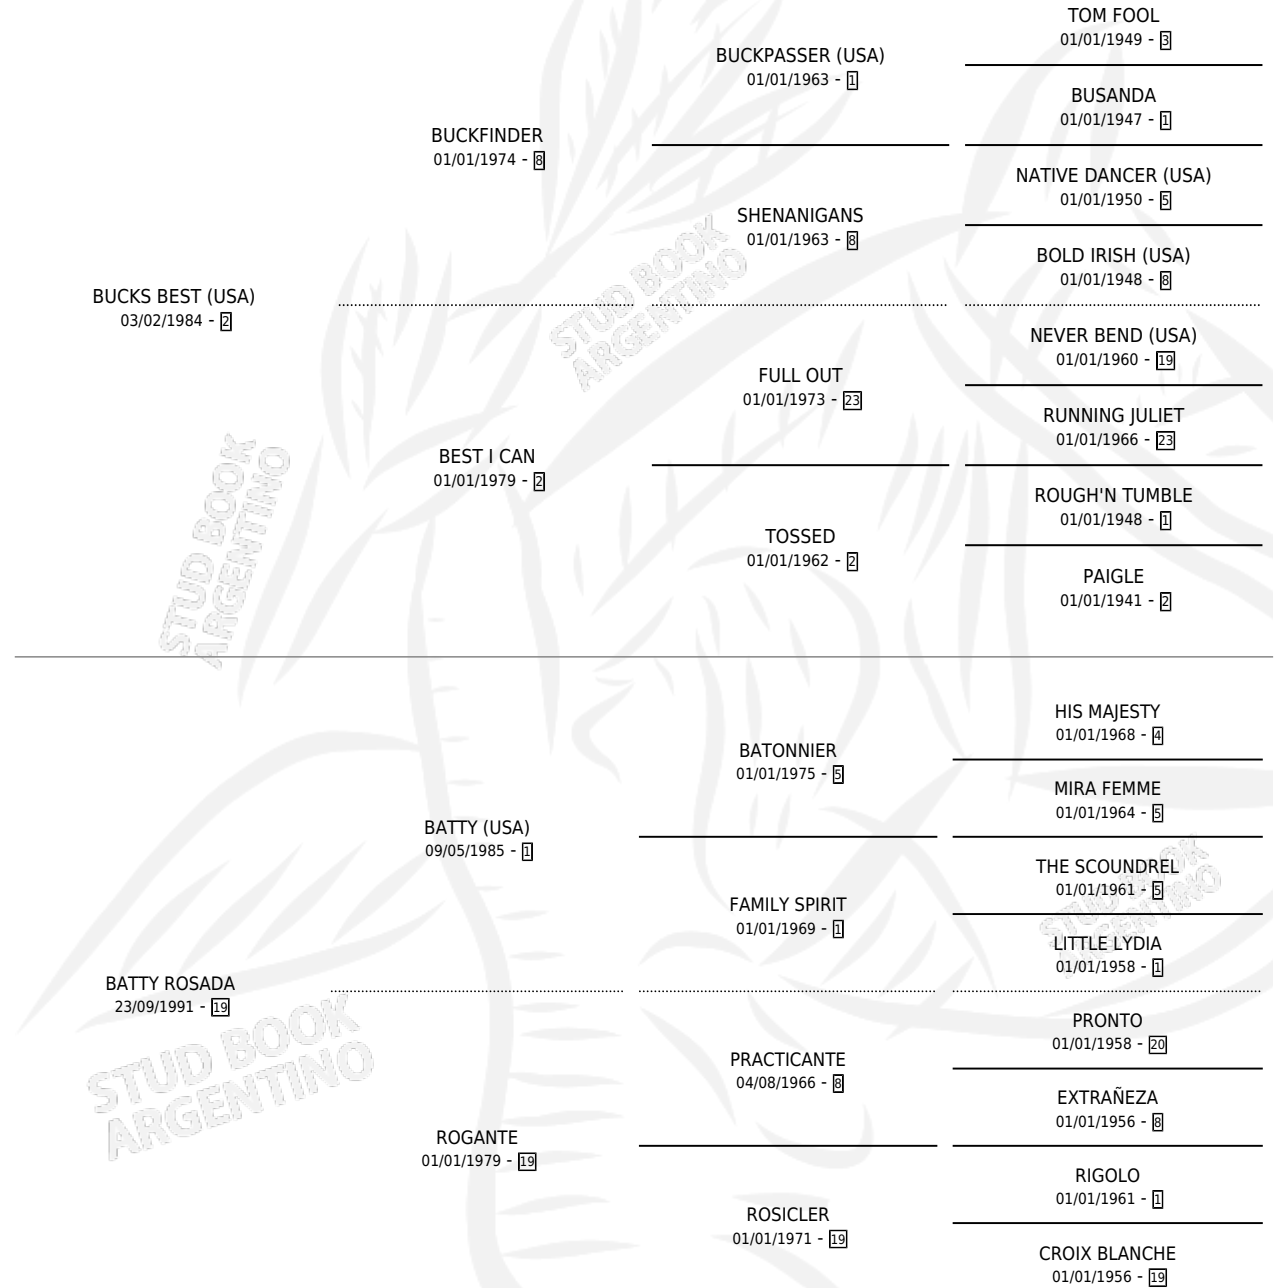 TOM FOOL
01/01/1949 - 3
BUCKPASSER (USA)
01/01/1963 - 1
BUSANDA
01/01/1947 - 1
BUCKFINDER
01/01/1974 - 8
NATIVE DANCER (USA)
01/01/1950 - 5
SHENANIGANS
01/01/1963 - 8
BOLD IRISH (USA)
01/01/1948 - 8
BUCKS BEST (USA)
03/02/1984 - 2
STUD BOOK
ARGENTINO
NEVER BEND (USA)
01/01/1960 - 19
FULL OUT
01/01/1973 - 23
RUNNING JULIET
01/01/1966 - 23
BEST I CAN
01/01/1979 - 2
ROUGH'N TUMBLE
01/01/1948 - 1
TOSSED
01/01/1962 - 2
PAIGLE
01/01/1941 - 2
STUD BOOK
ARGENTINO
HIS MAJESTY
01/01/1968 - 4
BATONNIER
01/01/1975 - 5
MIRA FEMME
01/01/1964 - 5
BATTY (USA)
09/05/1985 - 1
THE SCOUNDREL
01/01/1961 - 5
FAMILY SPIRIT
01/01/1969 - 1
LITTLE LYDIA
01/01/1958 - 1
STUD BOOK
ARGENTINO
BATTY ROSADA
23/09/1991 - 19
PRONTO
01/01/1958 - 20
PRACTICANTE
04/08/1966 - 8
EXTRAÑEZA
01/01/1956 - 8
STUD BOOK
ARGENTINO
ROGANTE
01/01/1979 - 19
RIGOLO
01/01/1961 - 1
ROSICLER
01/01/1971 - 19
CROIX BLANCHE
01/01/1956 - 19